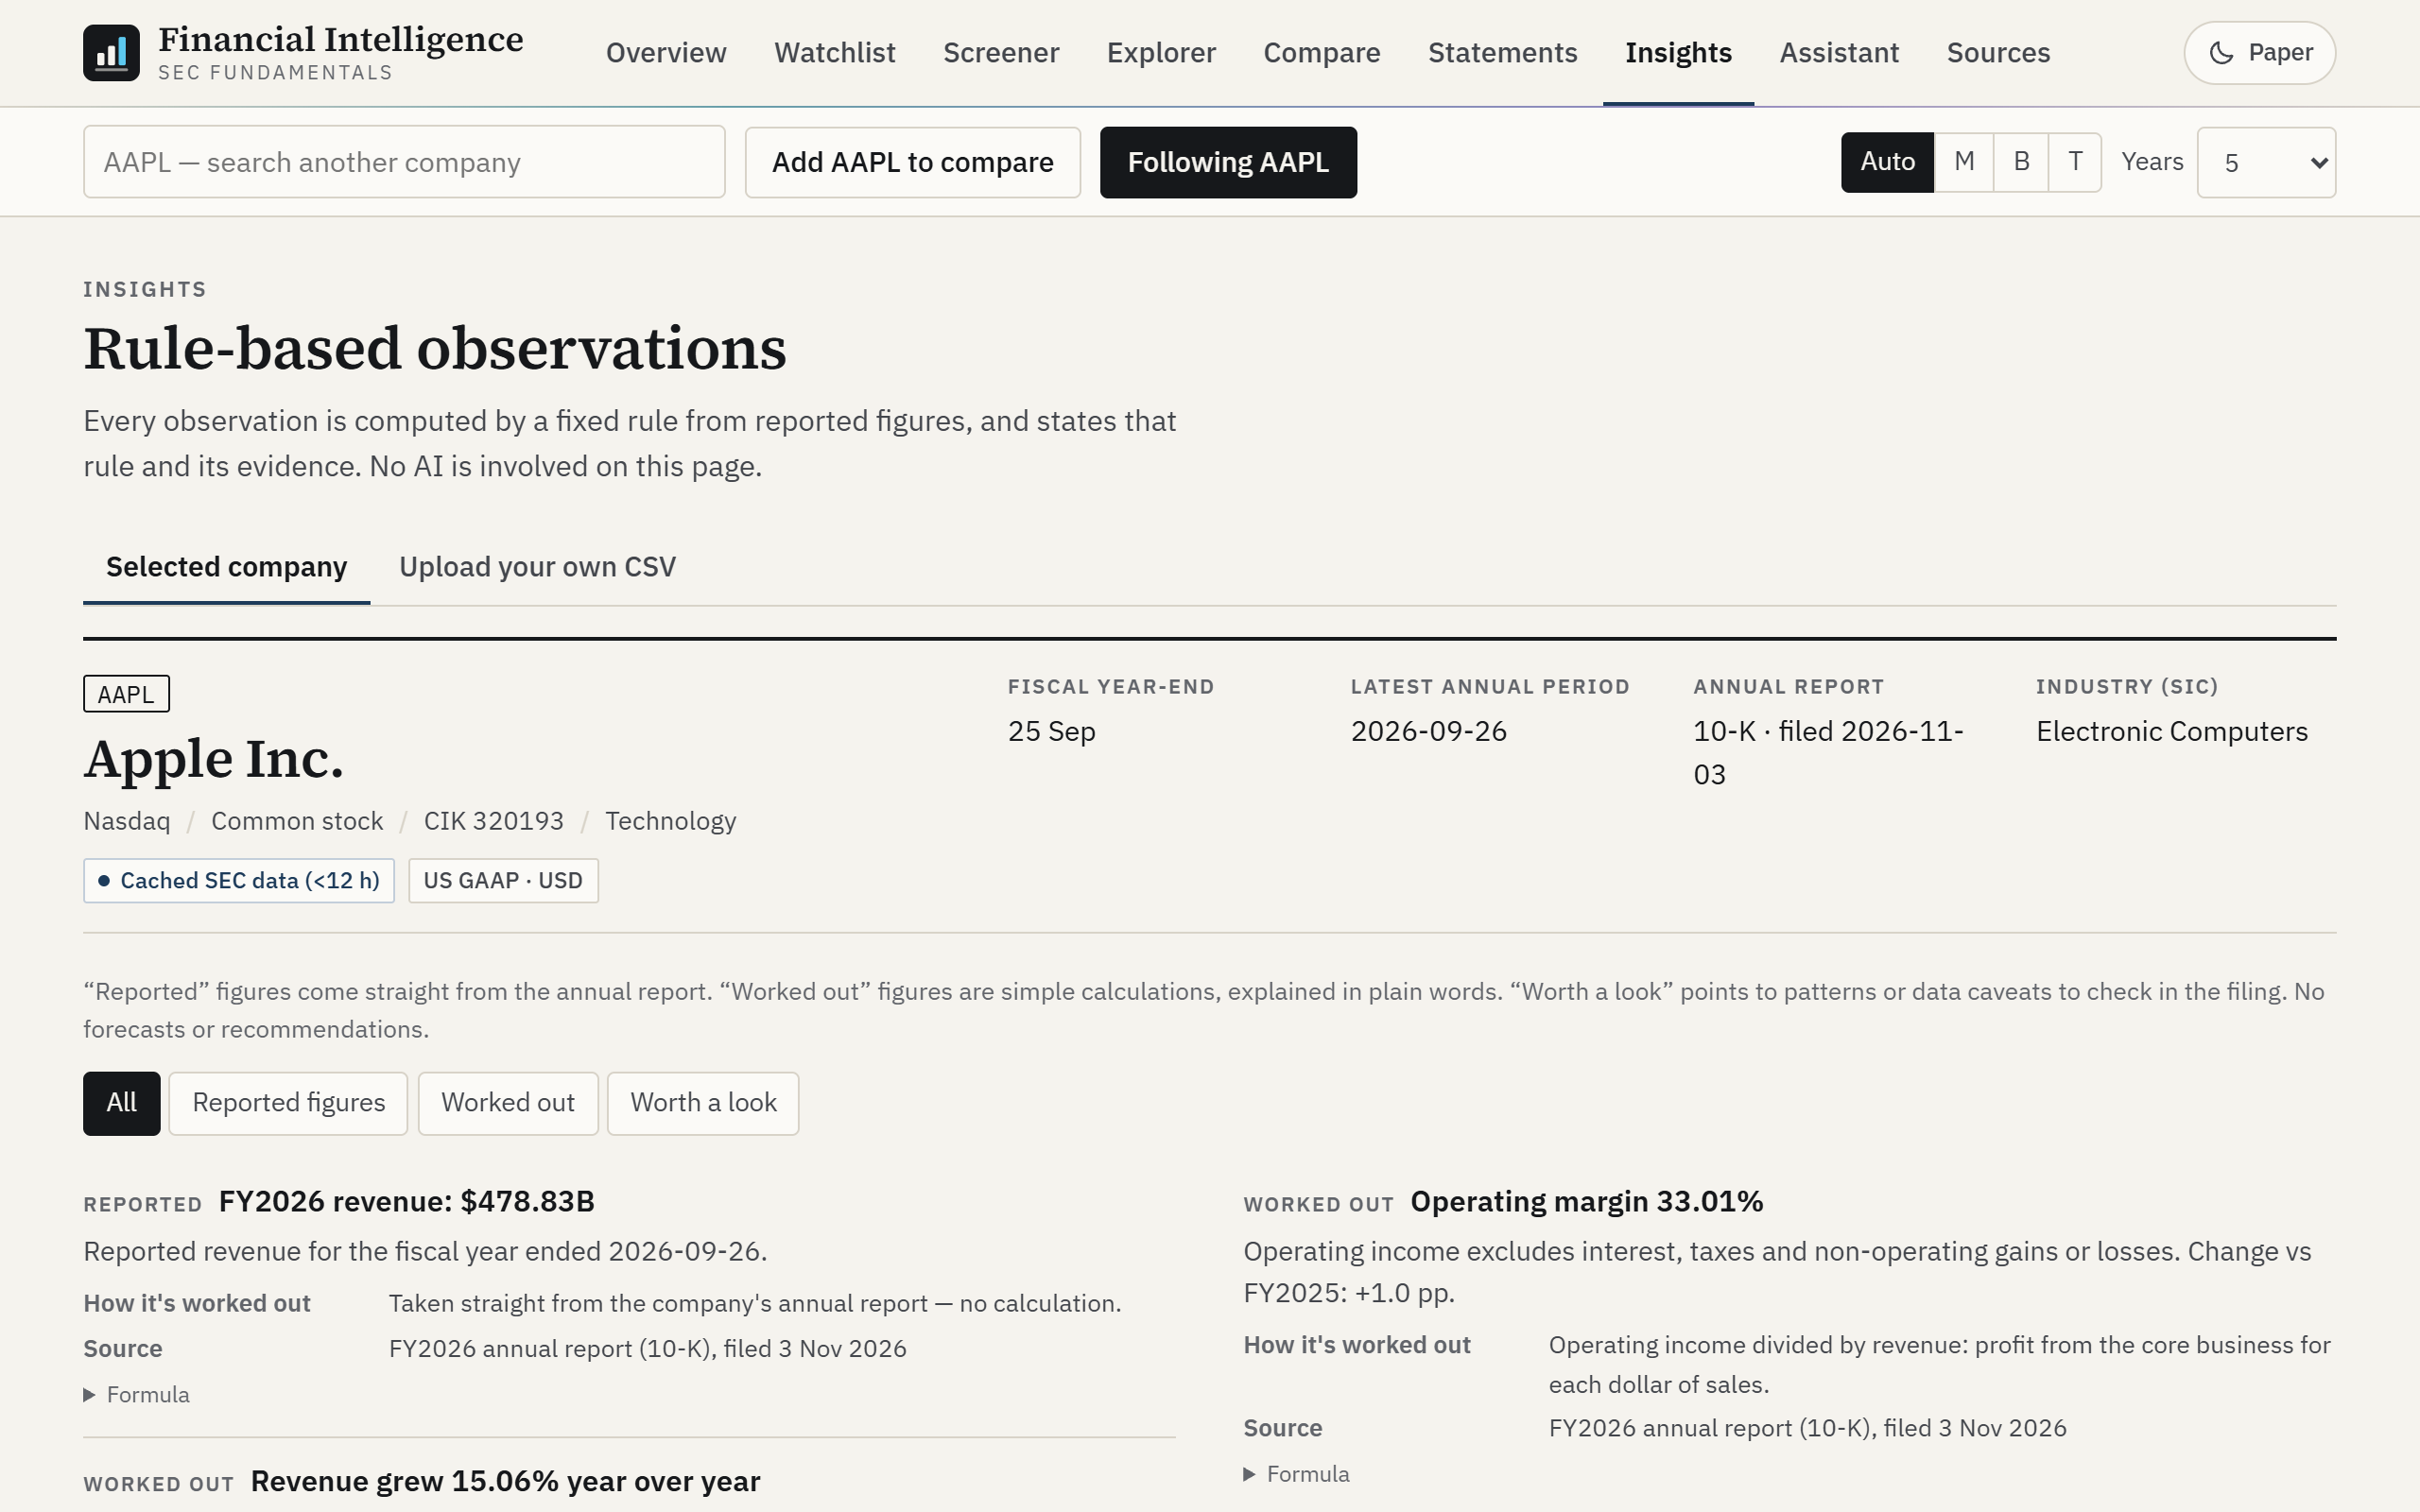 Financial Intelligence
SEC FUNDAMENTALS
Overview Watchlist Screener Explorer Compare Statements Insights Assistant Sources
Paper
AAPL — search another company
Add AAPL to compare
Following AAPL
Auto M B T
Years 5
INSIGHTS
Rule-based observations
Every observation is computed by a fixed rule from reported figures, and states that
rule and its evidence. No AI is involved on this page.
Selected company Upload your own CSV
AAPL
Apple Inc.
Nasdaq / Common stock / CIK 320193 / Technology
Cached SEC data (<12 h) US GAAP · USD
FISCAL YEAR-END
25 Sep
LATEST ANNUAL PERIOD
2026-09-26
ANNUAL REPORT
10-K · filed 2026-11-
03
INDUSTRY (SIC)
Electronic Computers
“Reported” figures come straight from the annual report. “Worked out” figures are simple calculations, explained in plain words. “Worth a look” points to patterns or data caveats to check in the filing. No
forecasts or recommendations.
All Reported figures Worked out Worth a look
REPORTED FY2026 revenue: $478.83B
Reported revenue for the fiscal year ended 2026-09-26.
How it's worked out Taken straight from the company's annual report — no calculation.
Source FY2026 annual report (10-K), filed 3 Nov 2026
Formula
WORKED OUT Revenue grew 15.06% year over year
WORKED OUT Operating margin 33.01%
Operating income excludes interest, taxes and non-operating gains or losses. Change vs
FY2025: +1.0 pp.
How it's worked out Operating income divided by revenue: profit from the core business for
each dollar of sales.
Source FY2026 annual report (10-K), filed 3 Nov 2026
Formula